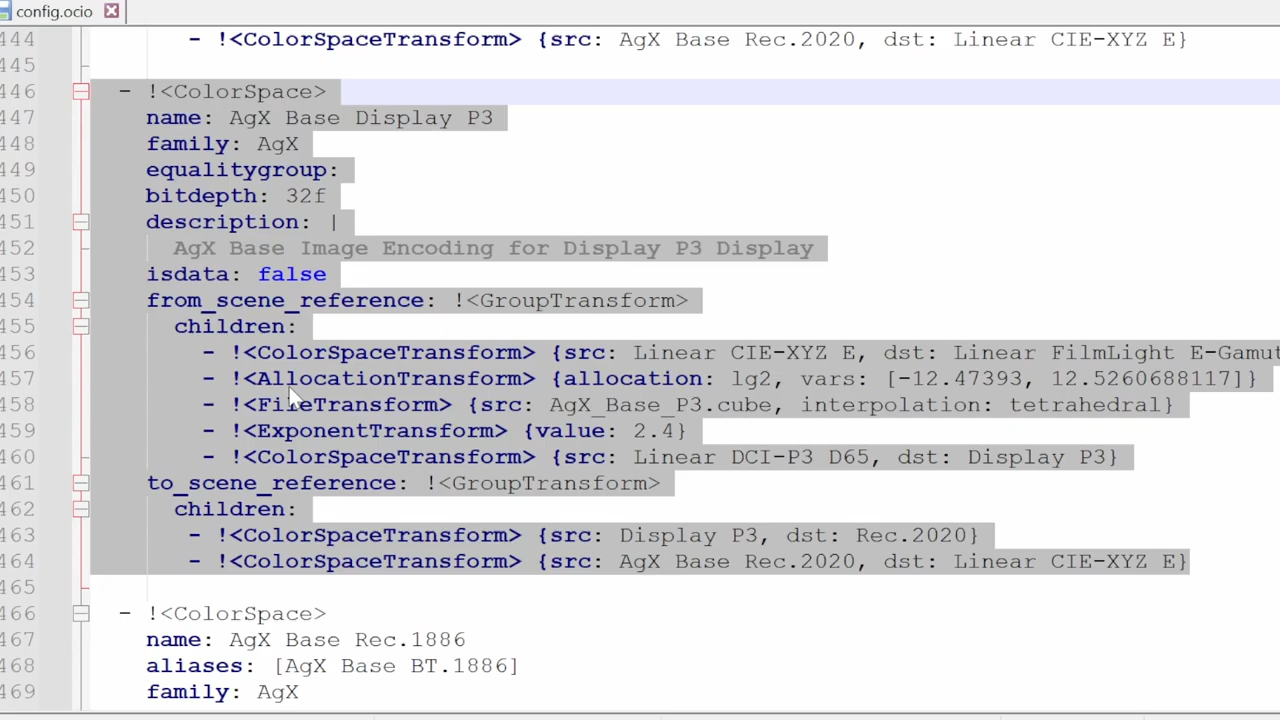 config.ocio
444 - !<ColorSpaceTransform> {src: AgX Base Rec.2020, dst: Linear CIE-XYZ E}
445
446 - !<ColorSpace>
447 name: AgX Base Display P3
448 family: AgX
449 equalitygroup:
450 bitdepth: 32f
451 description: |
452 AgX Base Image Encoding for Display P3 Display
453 isdata: false
454 from_scene_reference: !<GroupTransform>
455 children:
456 - !<ColorSpaceTransform> {src: Linear CIE-XYZ E, dst: Linear FilmLight E-Gamut
457 - !<AllocationTransform> {allocation: lg2, vars: [-12.47393, 12.5260688117]}
458 - !<FileTransform> {src: AgX_Base_P3.cube, interpolation: tetrahedral}
459 - !<ExponentTransform> {value: 2.4}
460 - !<ColorSpaceTransform> {src: Linear DCI-P3 D65, dst: Display P3}
461 to_scene_reference: !<GroupTransform>
462 children:
463 - !<ColorSpaceTransform> {src: Display P3, dst: Rec.2020}
464 - !<ColorSpaceTransform> {src: AgX Base Rec.2020, dst: Linear CIE-XYZ E}
465
466 - !<ColorSpace>
467 name: AgX Base Rec.1886
468 aliases: [AgX Base BT.1886]
469 family: AgX